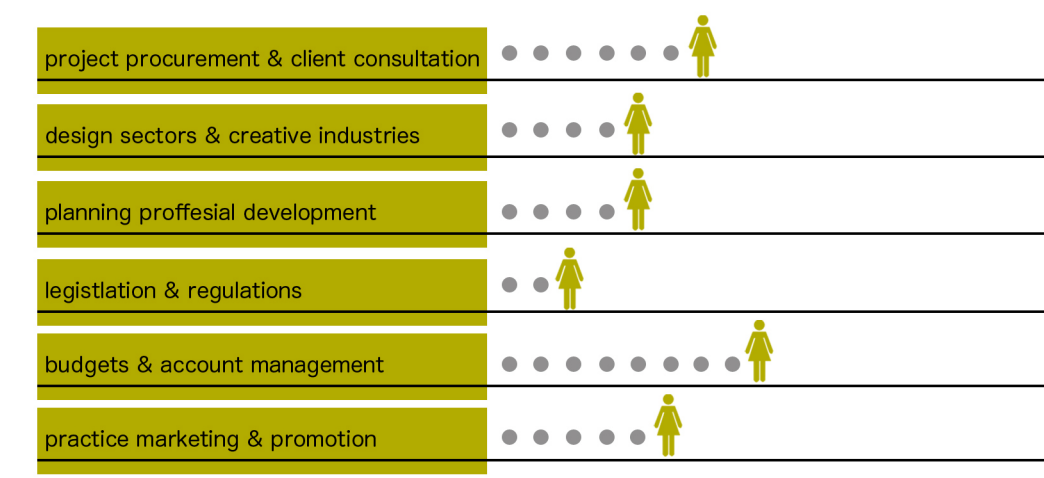 project procurement & client consultation
design sectors & creative industries
planning proffesial development
legistlation & regulations
budgets & account management
practice marketing & promotion